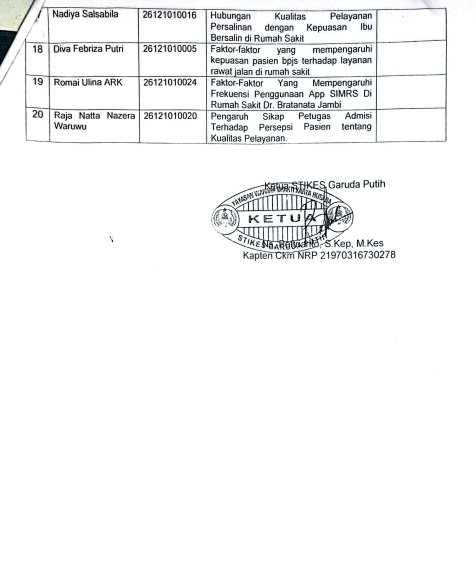 Nadiya Salsabila 26121010016 Hubungan Kualitas Pelayanan
Persalinan dengan Kepuasan Ibu
Bersalin di Rumah Sakit
18 Diva Febriza Putri 26121010005 Faktor-faktor yang mempengaruhi
kepuasan pasien bpjs terhadap layanan
rawat jalan di rumah sakit
19 Romai Ulina ARK 26121010024 Faktor-Faktor Yang Mempengaruhi
Frekuensi Penggunaan App SIMRS Di
Rumah Sakit Dr. Bratanata Jambi
20 Raja Natta Nazera 26121010020 Pengaruh Sikap Petugas Admisi
Waruwu Terhadap Persepsi Pasien tentang
Kualitas Pelayanan.
Ketua STIKES Garuda Putih
KETUA
S.Kep, M.Kes
Kapten Ckm NRP 21970316730278